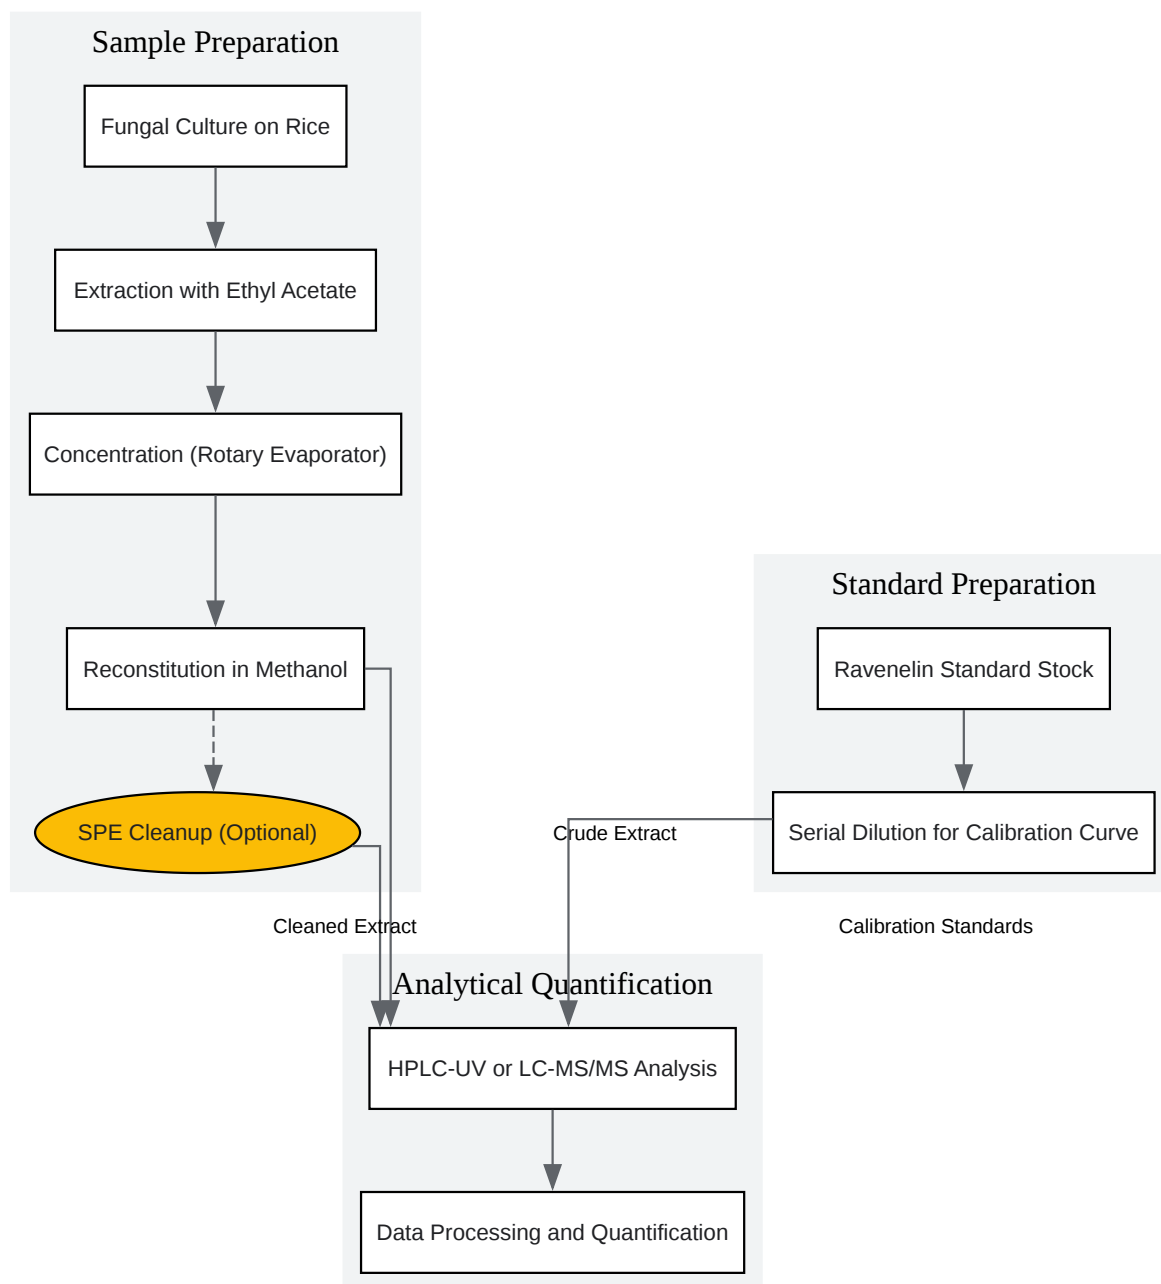 Sample Preparation
Fungal Culture on Rice
Extraction with Ethyl Acetate
Concentration (Rotary Evaporator)
Reconstitution in Methanol
SPE Cleanup (Optional)
Standard Preparation
Ravenelin Standard Stock
Serial Dilution for Calibration Curve
Crude Extract
Cleaned Extract
Calibration Standards
Analytical Quantification
HPLC-UV or LC-MS/MS Analysis
Data Processing and Quantification